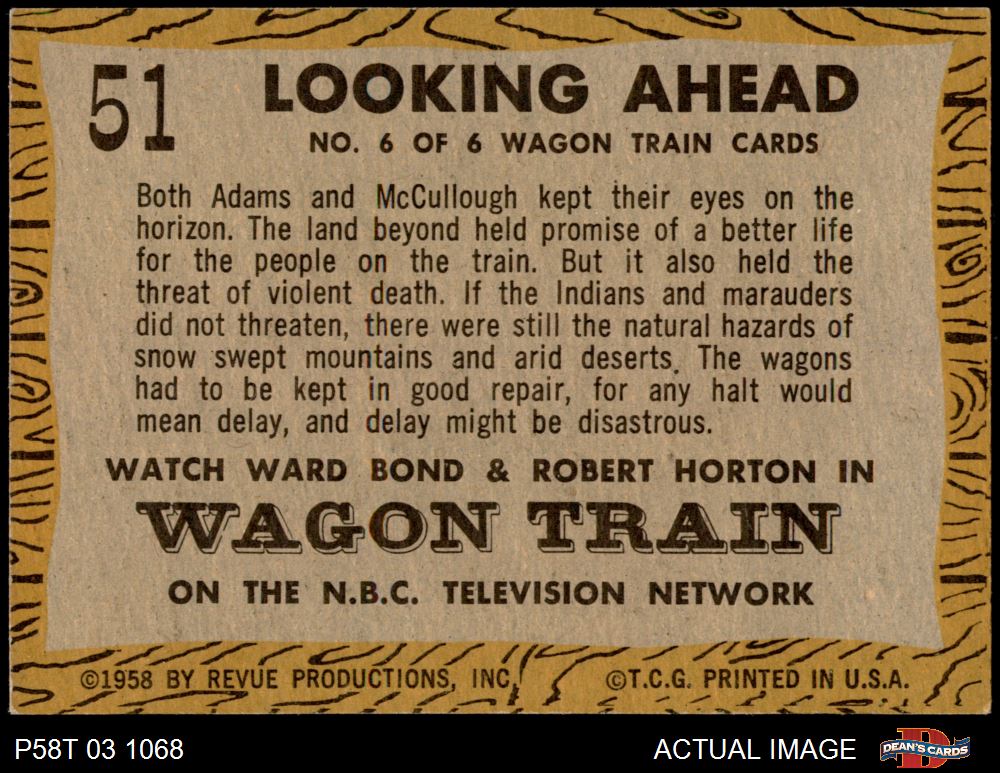 51
LOOKING AHEAD
NO. 6 OF 6 WAGON TRAIN CARDS
Both Adams and McCullough kept their eyes on the
horizon. The land beyond held promise of a better life
for the people on the train. But it also held the
threat of violent death. If the Indians and marauders
did not threaten, there were still the natural hazards of
snow swept mountains and arid deserts. The wagons
had to be kept in good repair, for any halt would
mean delay, and delay might be disastrous.
WATCH WARD BOND & ROBERT HORTON IN
WAGON TRAIN
ON THE N.B.C. TELEVISION NETWORK
©1958 BY REVUE PRODUCTIONS, INC. ©T.C.G. PRINTED IN U.S.A.
P58T 03 1068 ACTUAL IMAGE DEAN'S CARDS